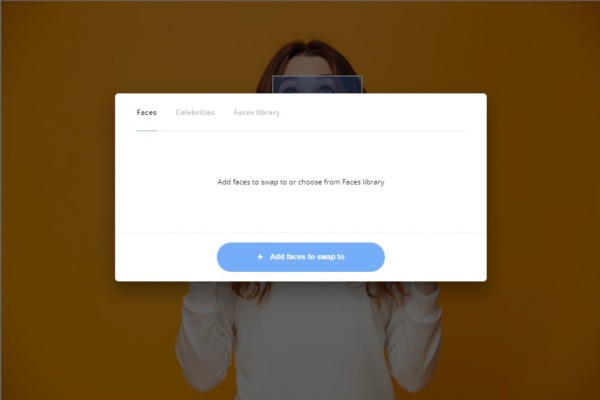 Faces
Celebrities
Faces library
Add faces to swap to or choose from Faces library
+ Add faces to swap to